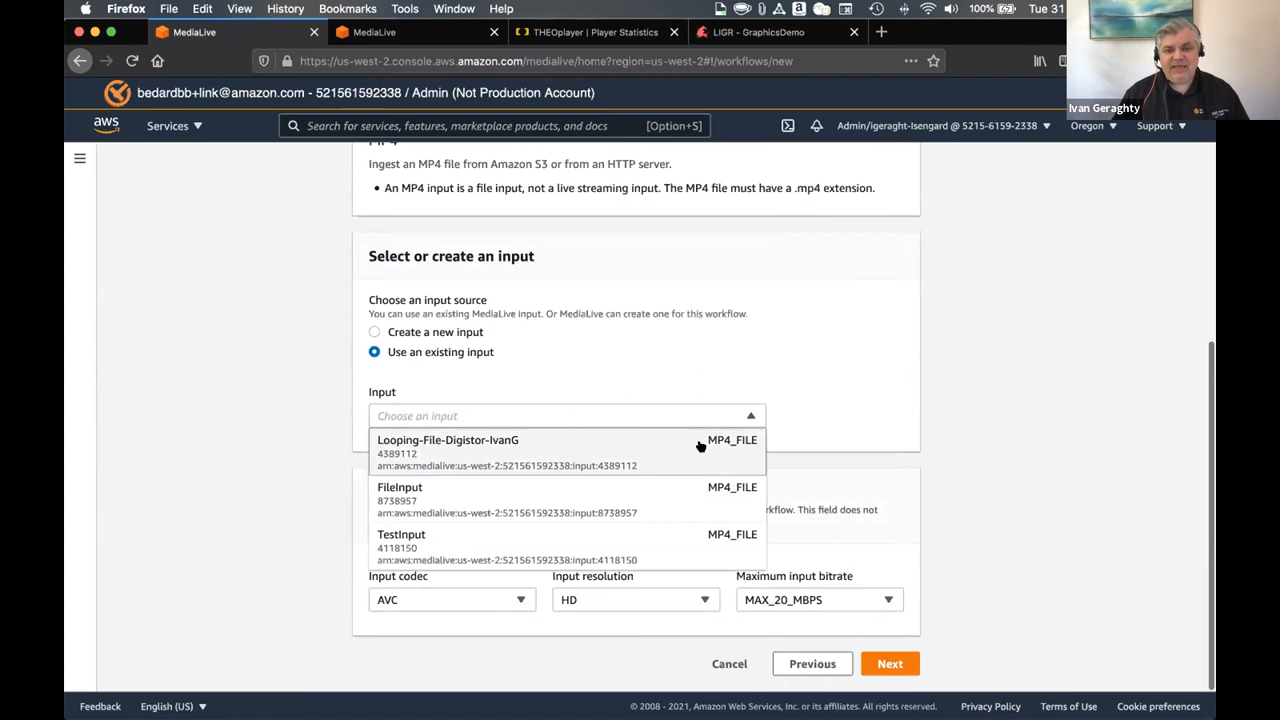 Firefox File Edit View History Bookmarks Tools Window Help 100% Tue 31
MediaLive
MediaLive
THEOplayer | Player Statistics
LIGR - GraphicsDemo
https://us-west-2.console.aws.amazon.com/medialive/home?region=us-west-2#!/workflows/new
Ivan Geraghty
bedardbb+link@amazon.com - 521561592338 / Admin (Not Production Account)
aws
Services
Search for services, features, marketplace products, and docs [Option+S]
Admin/igeraght-Isengard @ 5215-6159-2338
Oregon
Support
MP4
Ingest an MP4 file from Amazon S3 or from an HTTP server.
• An MP4 input is a file input, not a live streaming input. The MP4 file must have a .mp4 extension.
Select or create an input
Choose an input source
You can use an existing MediaLive input. Or MediaLive can create one for this workflow.
Create a new input
Use an existing input
Input
Choose an input
Looping-File-Digistor-IvanG MP4_FILE
4389112
arn:aws:medialive:us-west-2:521561592338:input:4389112
FileInput MP4_FILE
8738957
arn:aws:medialive:us-west-2:521561592338:input:8738957
rkflow. This field does not
TestInput MP4_FILE
4118150
arn:aws:medialive:us-west-2:521561592338:input:4118150
Input codec Input resolution Maximum input bitrate
AVC HD MAX_20_MBPS
Cancel Previous Next
Feedback English (US) © 2008 - 2021, Amazon Web Services, Inc. or its affiliates. All rights reserved. Privacy Policy Terms of Use Cookie preferences